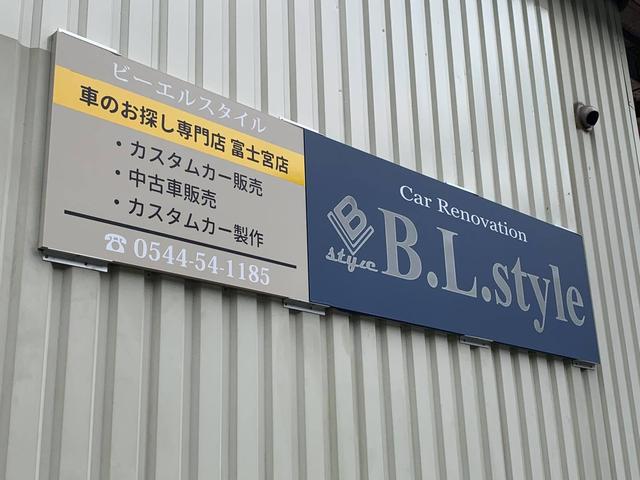 ビーエルスタイル
車のお探し専門店 富士宮店
・カスタムカー販売
・中古車販売
・カスタムカー製作
☎ 0544-54-1185
Car Renovation
B
style
B.L.style